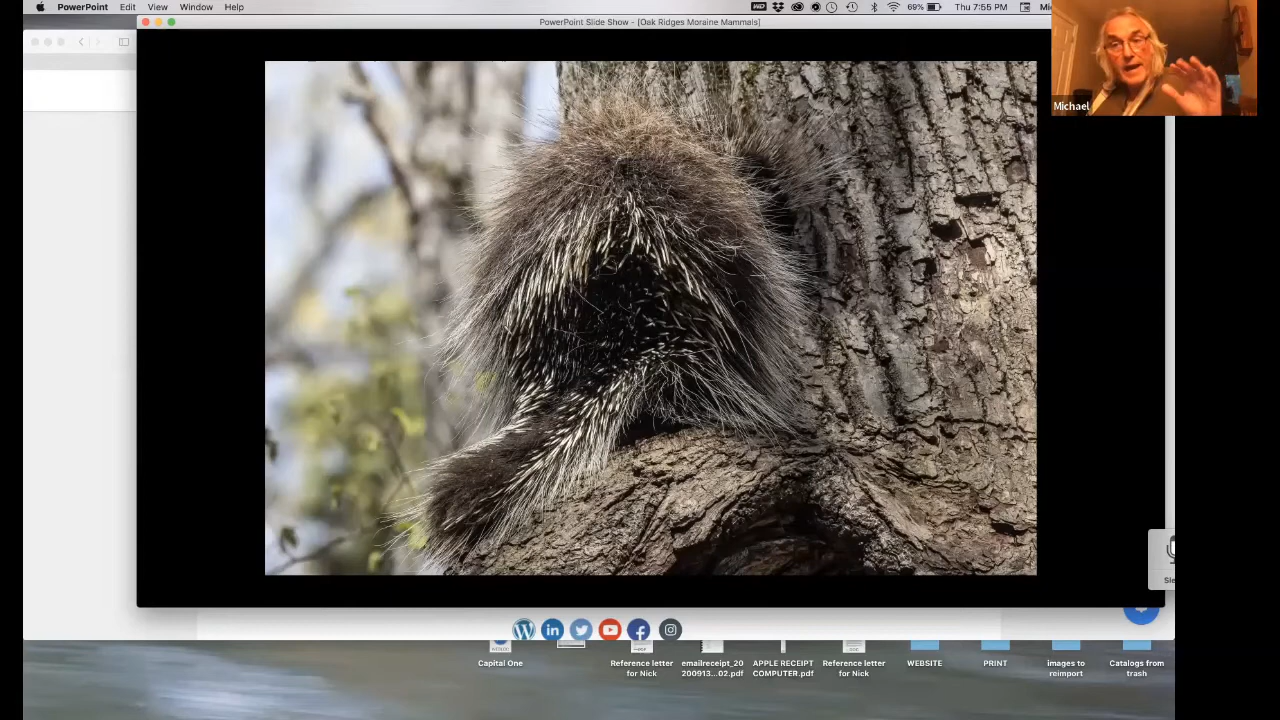 PowerPoint Edit View Window Help
69% Thu 7:55 PM
PowerPoint Slide Show - [Oak Ridges Moraine Mammals]
Michael
Capital One
Reference letter
for Nick
emailreceipt_20
200913...02.pdf
APPLE RECEIPT
COMPUTER.pdf
Reference letter
for Nick
WEBSITE
PRINT
images to
reimport
Catalogs from
trash